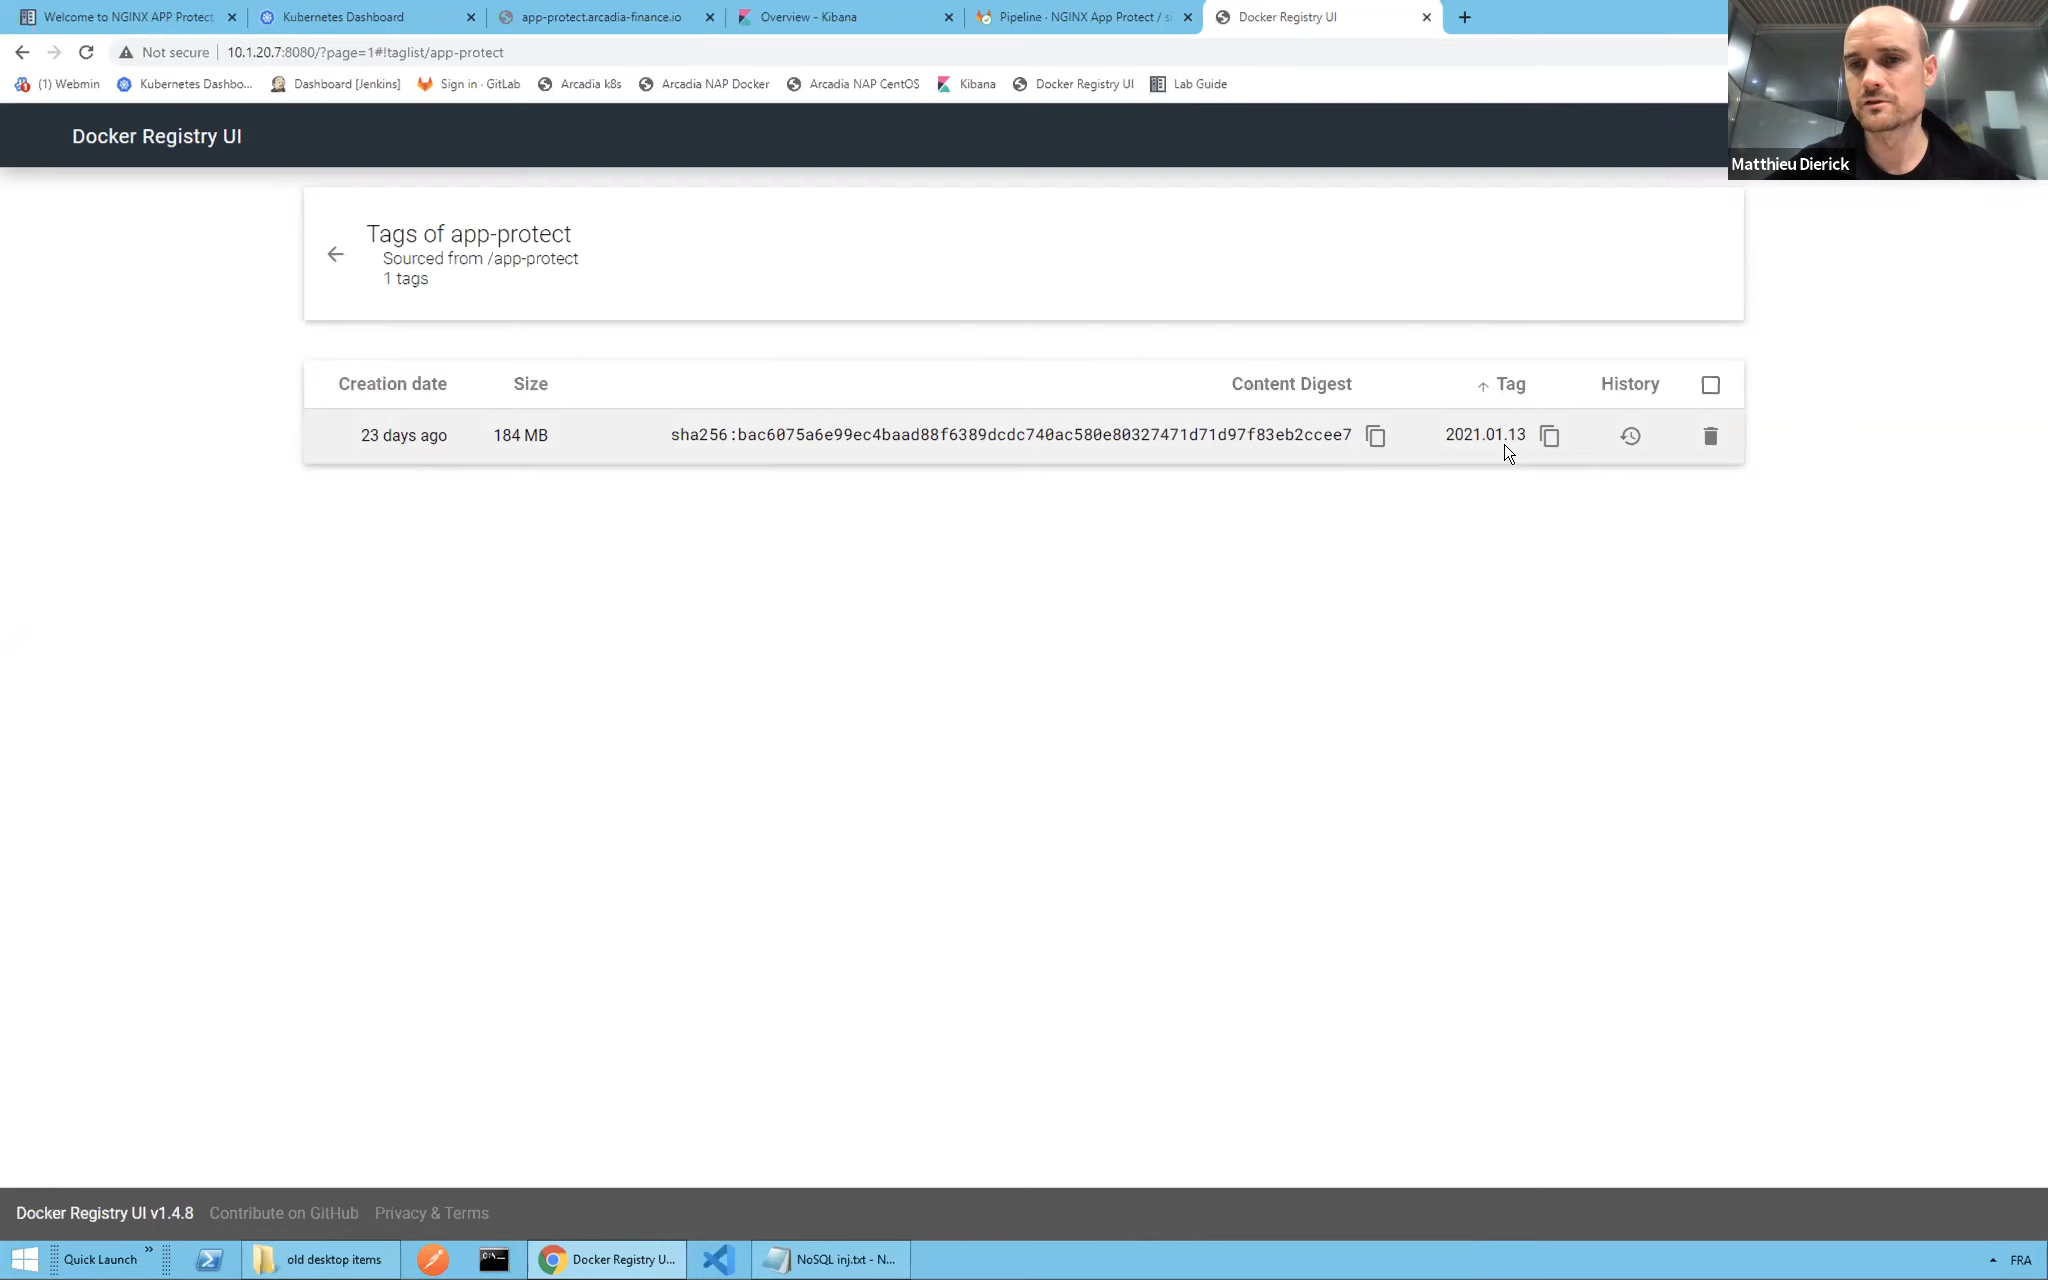 Welcome to NGINX APP Protect
Kubernetes Dashboard
app-protect.arcadia-finance.io
Overview - Kibana
Pipeline · NGINX App Protect / si
Docker Registry UI
Not secure
10.1.20.7:8080/?page=1#!taglist/app-protect
(1) Webmin
Kubernetes Dashbo...
Dashboard [Jenkins]
Sign in · GitLab
Arcadia k8s
Arcadia NAP Docker
Arcadia NAP CentOS
Kibana
Docker Registry UI
Lab Guide
Matthieu Dierick
Docker Registry UI
Tags of app-protect
Sourced from /app-protect
1 tags
Creation date Size Content Digest Tag History
23 days ago 184 MB sha256:bac6075a6e99ec4baad88f6389dcdc740ac580e80327471d71d97f83eb2ccee7 2021.01.13
Docker Registry UI v1.4.8 Contribute on GitHub Privacy & Terms
Quick Launch
old desktop items
Docker Registry U...
NoSQL inj.txt - N...
FRA